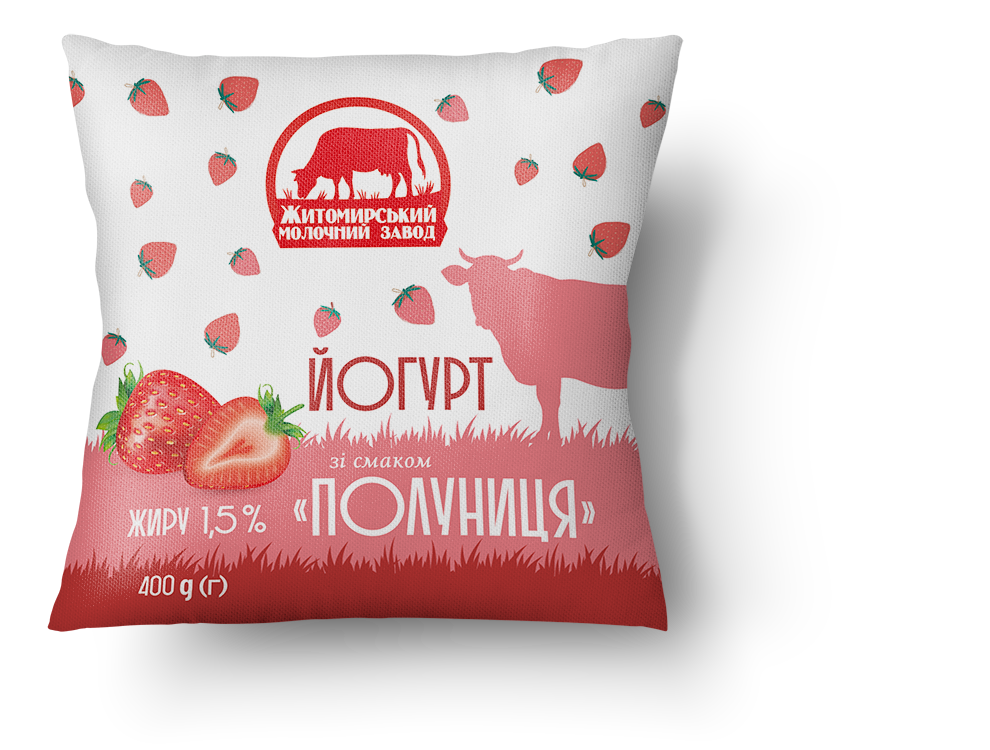 Житомирський
молочний завод
йогурт
зі смаком
«полуниця»
жиру 1,5%
400 g (г)